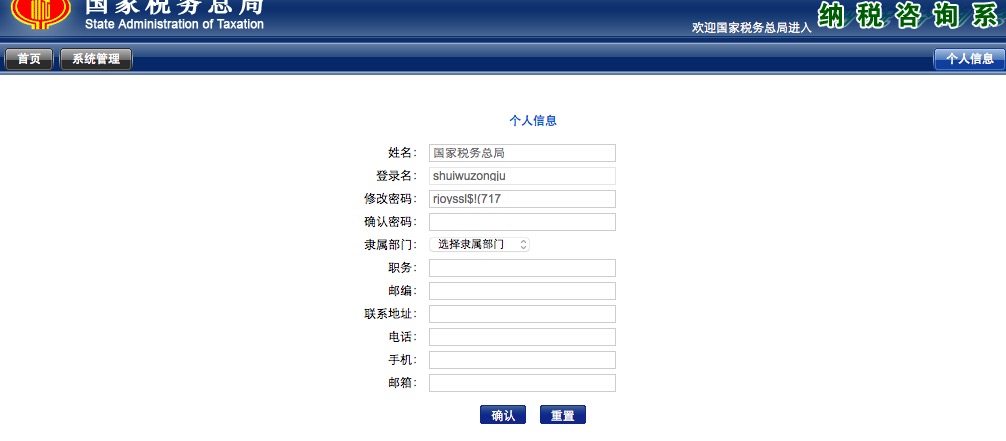 国家税务总局
State Administration of Taxation
欢迎国家税务总局进入
纳税咨询系
首页 系统管理 个人信息
个人信息
姓名: 国家税务总局
登录名: shuiwuzongju
修改密码: rjoyssl$!(717
确认密码:
隶属部门: 选择隶属部门
职务:
邮编:
联系地址:
电话:
手机:
邮箱:
确认 重置